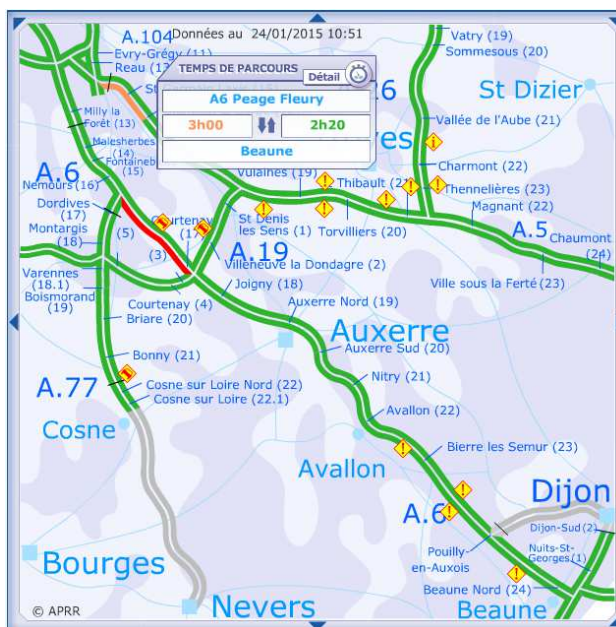 A.104
Données au 24/01/2015 10:51
Vatry (19)
Sommesous (20)
Evry-Grégy (11)
Reau (1
TEMPS DE PARCOURS
Détail
St Dizier
A6 Peage Fleury
3h00
2h20
Beaune
Milly la
Forêt (13)
Malesherbes
(14)
Fontaineb
(15)
Vallée de l'Aube (21)
A.6
Nemours (16)
Dordives
(17)
Montargis
(18)
(5)
(3)
Varennes
(18.1)
Boismorand
(19)
Charmont (22)
Vulaines (19)
Thibault (2
Thennelières (23)
Magnant (22)
A.5
Chaumont
(24)
St Denis
les Sens (1)
Torvilliers (20)
(17
A.19
Villeneuve la Dondagre (2)
Ville sous la Ferté (23)
Courtenay (4)
Joigny (18)
Briare (20)
Auxerre Nord (19)
Auxerre
Auxerre Sud (20)
Bonny (21)
Nitry (21)
A.77
Cosne sur Loire Nord (22)
Cosne sur Loire (22.1)
Avallon (22)
Cosne
Avallon
Bierre les Semur (23)
A.6
Dijon
Dijon-Sud (2)
Pouilly
en-Auxois
Nuits-St-
Georges (1)
Bourges
Beaune Nord (24)
Beaune
Nevers
© APRR